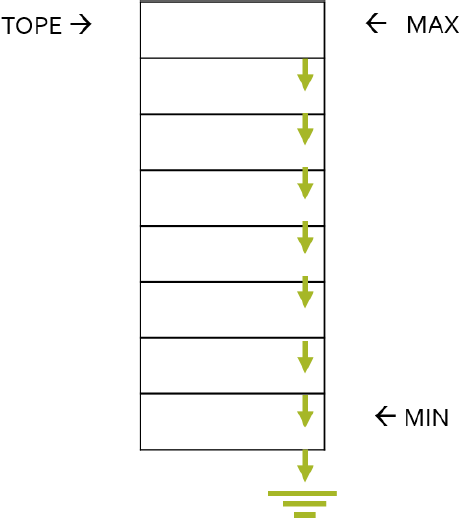 TOPE →
← MAX
← MIN